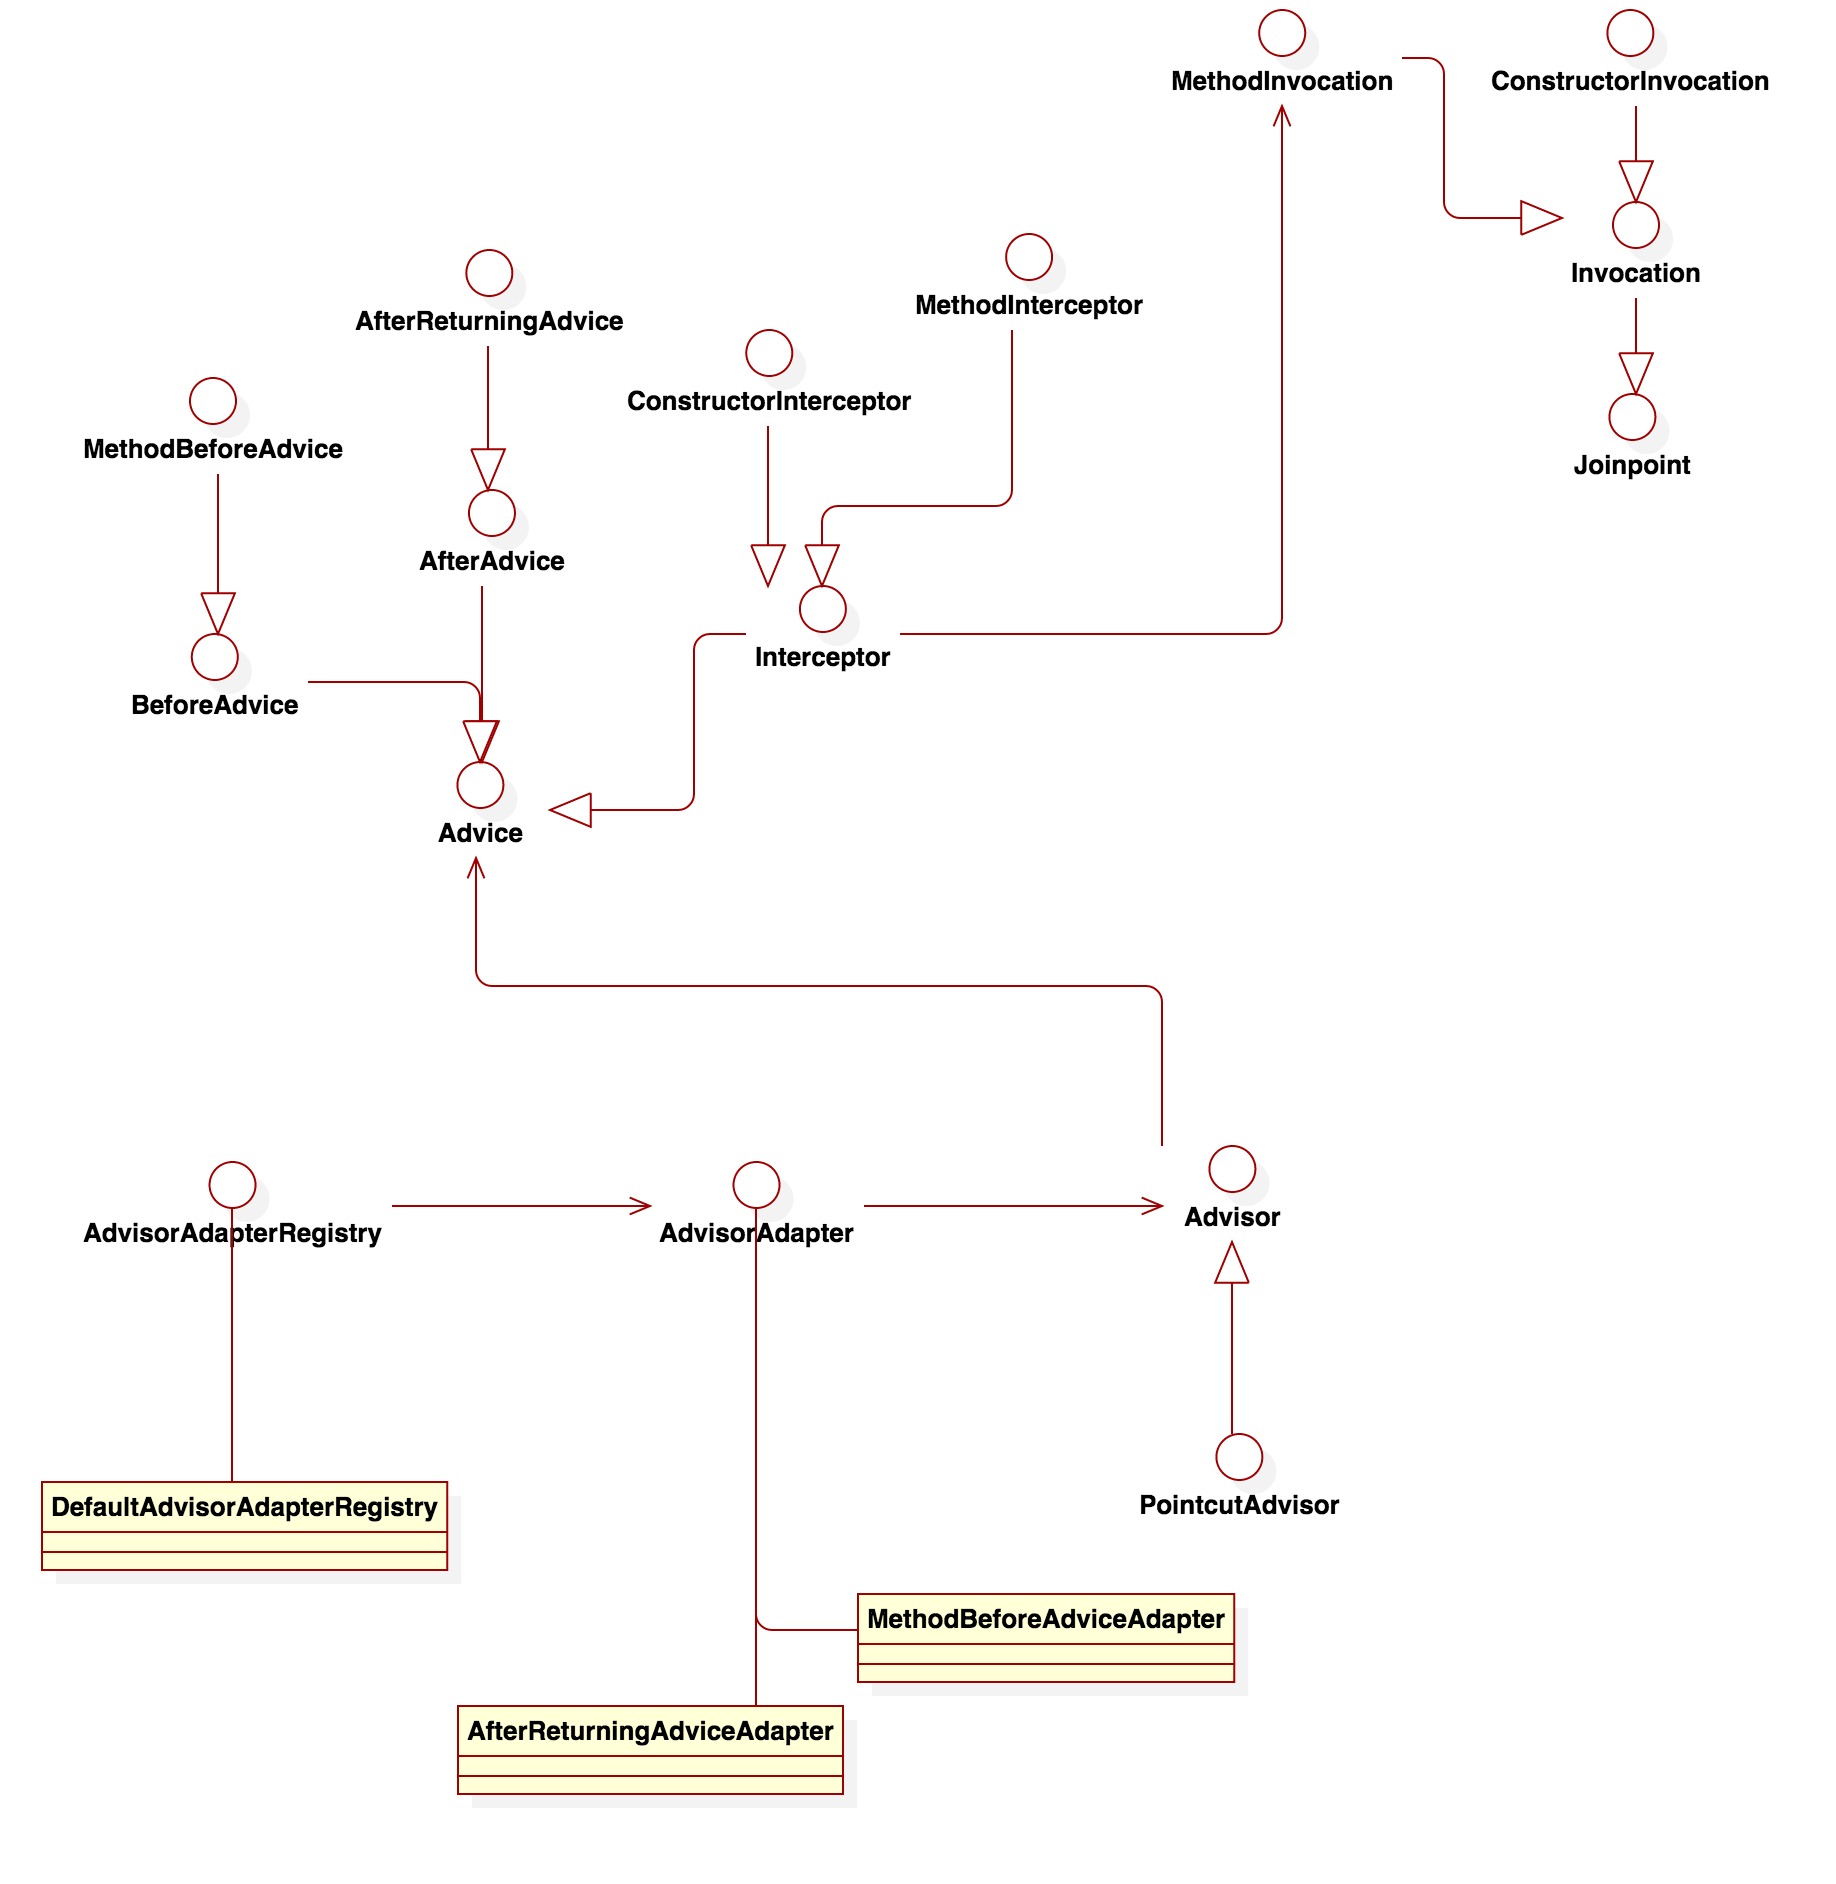 MethodInvocation
ConstructorInvocation
Invocation
MethodInterceptor
AfterReturningAdvice
ConstructorInterceptor
MethodBeforeAdvice
Joinpoint
AfterAdvice
Interceptor
BeforeAdvice
Advice
AdvisorAdapterRegistry
AdvisorAdapter
Advisor
DefaultAdvisorAdapterRegistry
PointcutAdvisor
MethodBeforeAdviceAdapter
AfterReturningAdviceAdapter